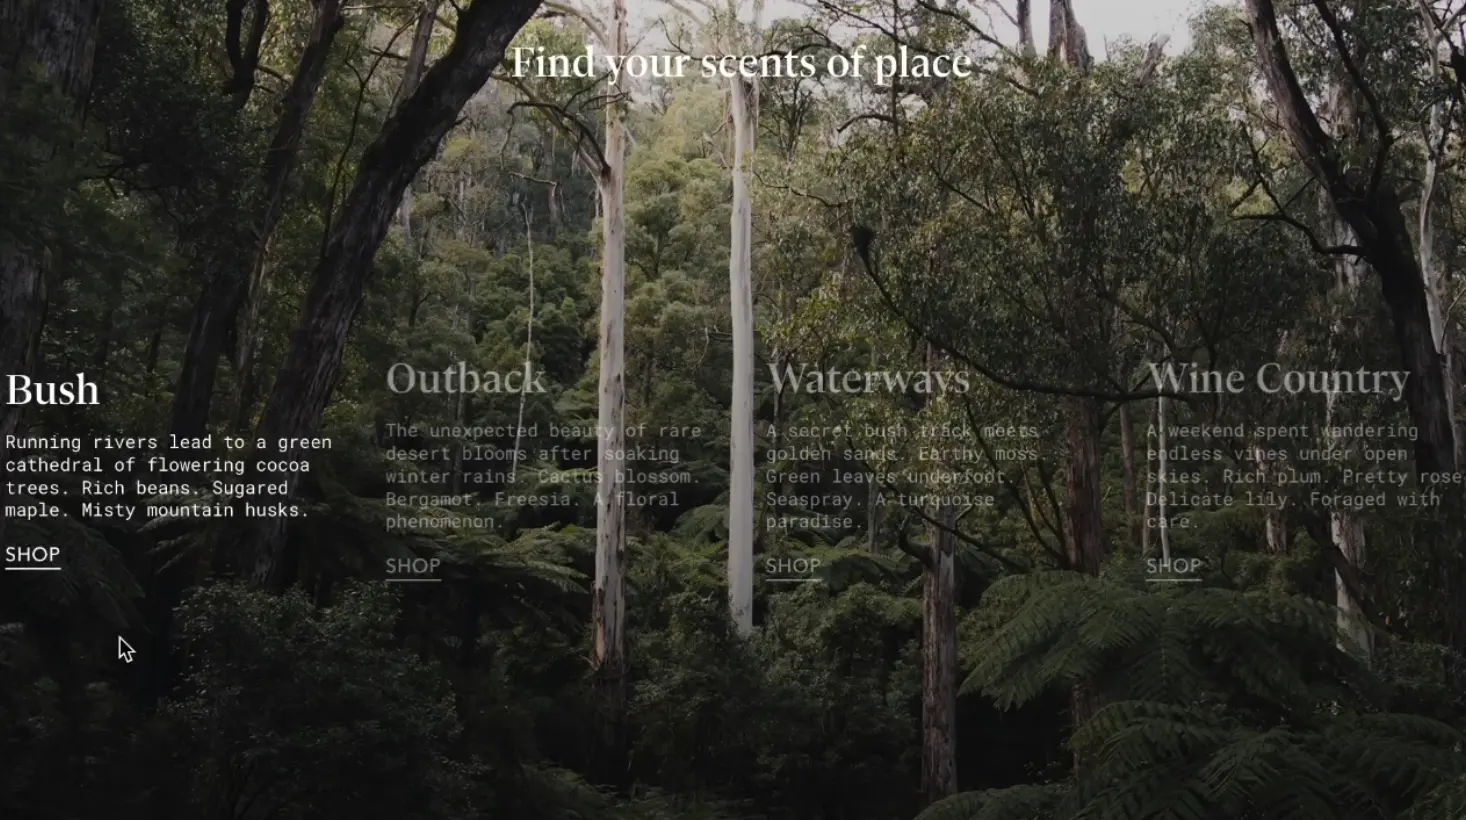 Find your scents of place
Bush
Running rivers lead to a green
cathedral of flowering cocoa
trees. Rich beans. Sugared
maple. Misty mountain husks.
SHOP
Outback
The unexpected beauty of rare
desert blooms after soaking
winter rains. Cactus blossom.
Bergamot. Freesia. A floral
phenomenon.
SHOP
Waterways
A secret bush track meets
golden sands. Earthy moss.
Green leaves underfoot.
Seaspray. A turquoise
paradise.
SHOP
Wine Country
A weekend spent wandering
endless vines under open
skies. Rich plum. Pretty rose
Delicate lily. Foraged with
care.
SHOP